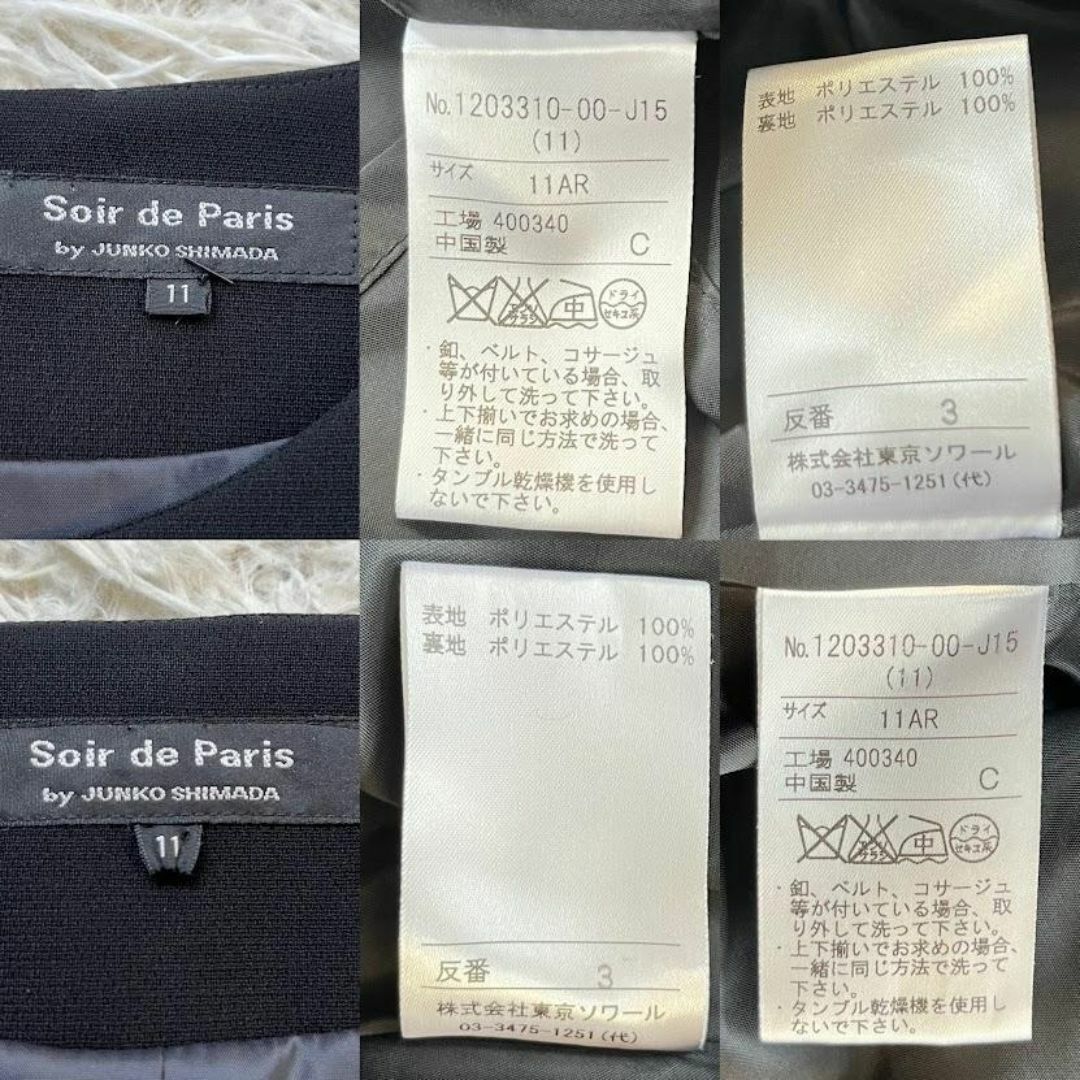 Soir de Paris
by JUNKO SHIMADA
11
No.1203310-00-J15
(11)
サイズ 11AR
工場 400340
中国製 C
エンソ
サラシ
中
ドライ
セキユ系
・釦、ベルト、コサージュ
等が付いている場合、取
り外して洗って下さい。
・上下揃いでお求めの場合、
一緒に同じ方法で洗って
下さい。
・タンブル乾燥機を使用し
ないで下さい。
表地 ポリエステル 100%
裏地 ポリエステル 100%
反番 3
株式会社東京ソワール
03-3475-1251(代)
Soir de Paris
by JUNKO SHIMADA
11
表地 ポリエステル 100%
裏地 ポリエステル 100%
反番 3
株式会社東京ソワール
03-3475-1251(代)
No.1203310-00-J15
(11)
サイズ 11AR
工場 400340
中国製 C
エンソ
サラシ
中
ドライ
セキユ系
・釦、ベルト、コサージュ
等が付いている場合、取
り外して洗って下さい。
・上下揃いでお求めの場合、
一緒に同じ方法で洗って
下さい。
・タンブル乾燥機を使用し
ないで下さい。